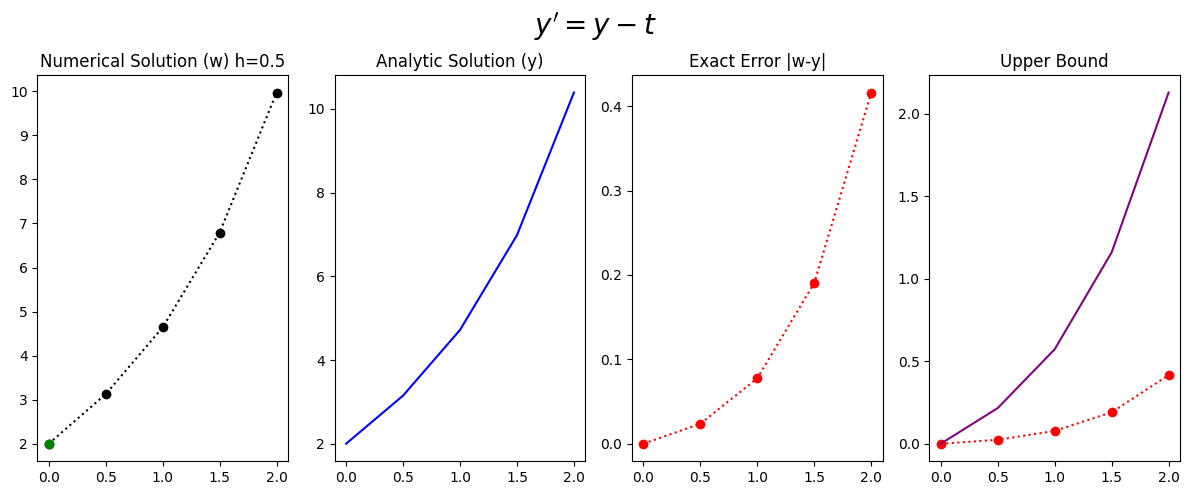 y′ = y − t
Numerical Solution (w) h=0.5
10
9
8
7
6
5
4
3
2
0.0 0.5 1.0 1.5 2.0
Analytic Solution (y)
10
8
6
4
2
0.0 0.5 1.0 1.5 2.0
Exact Error |w-y|
0.4
0.3
0.2
0.1
0.0
0.0 0.5 1.0 1.5 2.0
Upper Bound
2.0
1.5
1.0
0.5
0.0
0.0 0.5 1.0 1.5 2.0